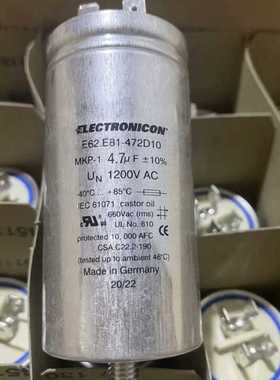 ELECTRONICON
E62.E81-472D10
MKP-1 4.7µF ±10%
UN 1200V AC
-40°C ... +85°C
IEC 61071 castor oil
660Vac (rms)
UL No. 810
protected 10, 000 AFC
CSA C22.2-190
(tested up to ambient 46°C)
Made in Germany
20/22